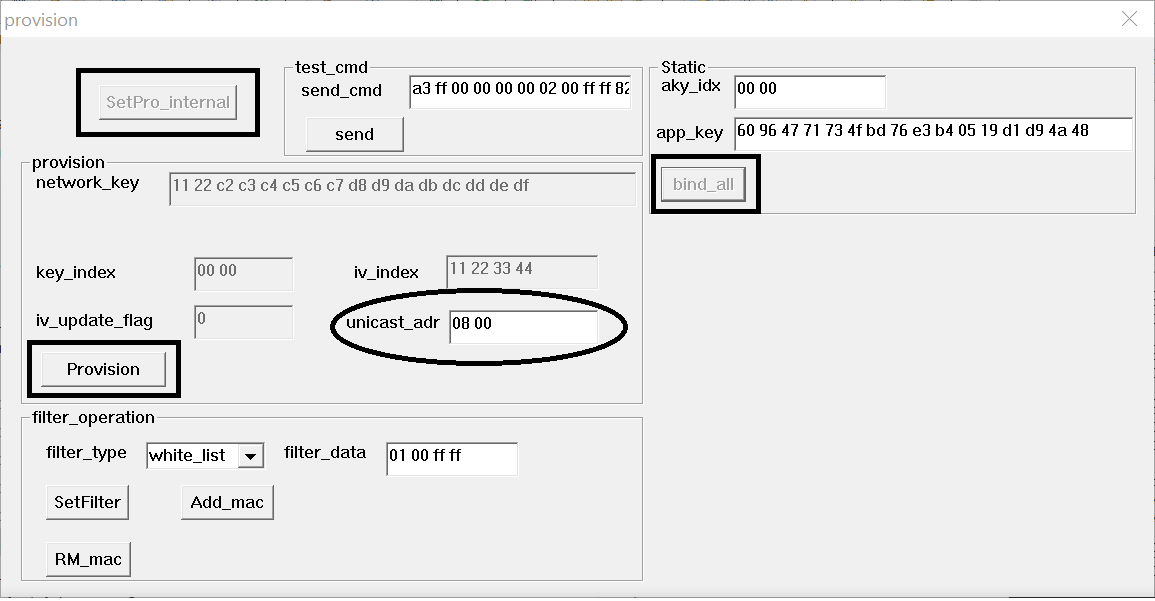 provision
SetPro_internal
test_cmd
send_cmd a3 ff 00 00 00 00 02 00 ff ff 82
send
Static
aky_idx 00 00
app_key 60 96 47 71 73 4f bd 76 e3 b4 05 19 d1 d9 4a 48
bind_all
provision
network_key 11 22 c2 c3 c4 c5 c6 c7 d8 d9 da db dc dd de df
key_index 00 00 iv_index 11 22 33 44
iv_update_flag 0 unicast_adr 08 00
Provision
filter_operation
filter_type white_list filter_data 01 00 ff ff
SetFilter Add_mac
RM_mac